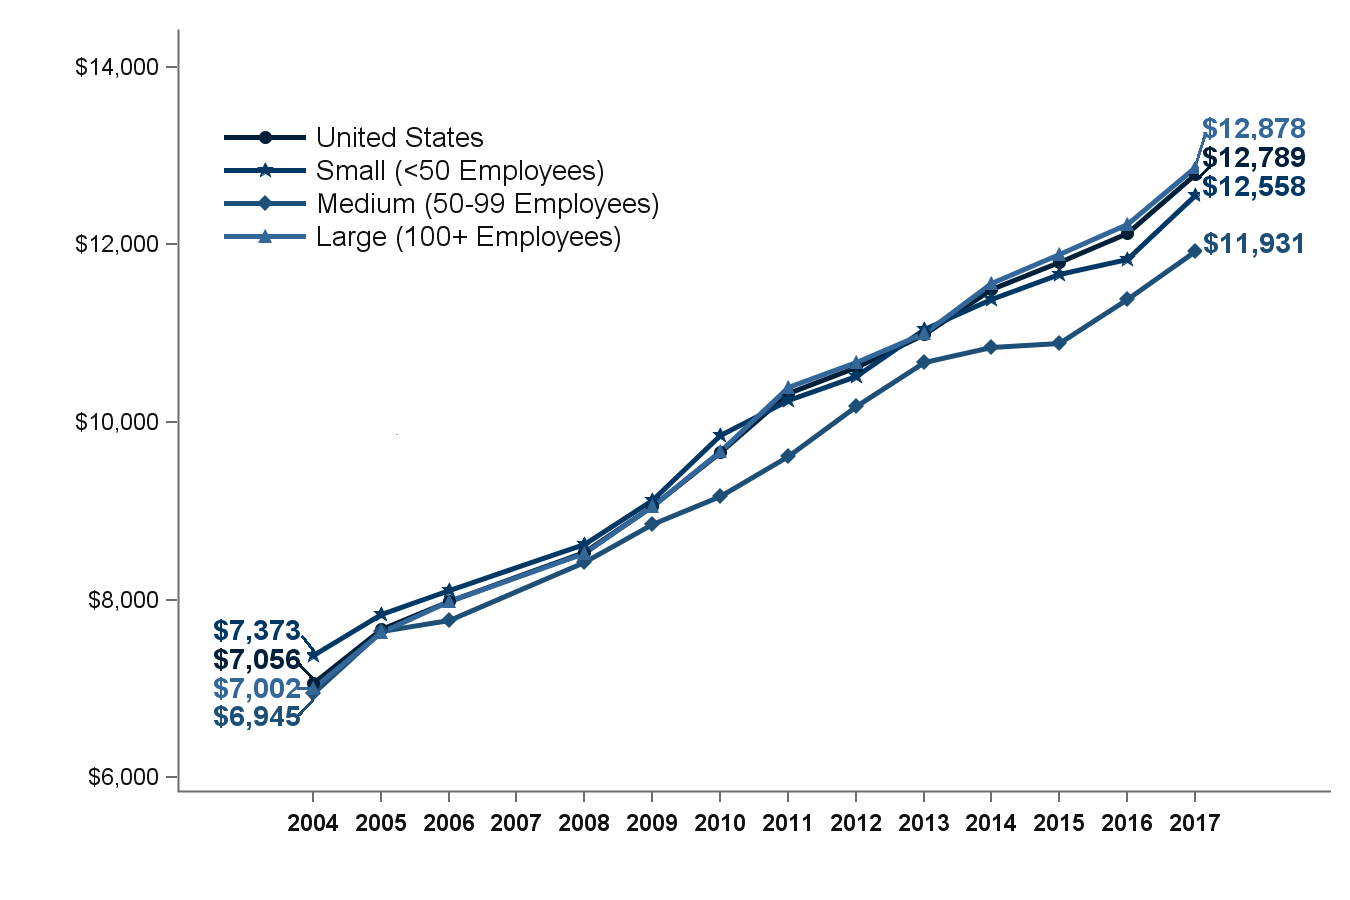 $14,000
$12,000
$10,000
$8,000
$6,000
United States
Small (<50 Employees)
Medium (50-99 Employees)
Large (100+ Employees)
$12,878
$12,789
$12,558
$11,931
$7,373
$7,056
$7,002
$6,945
2004 2005 2006 2007 2008 2009 2010 2011 2012 2013 2014 2015 2016 2017